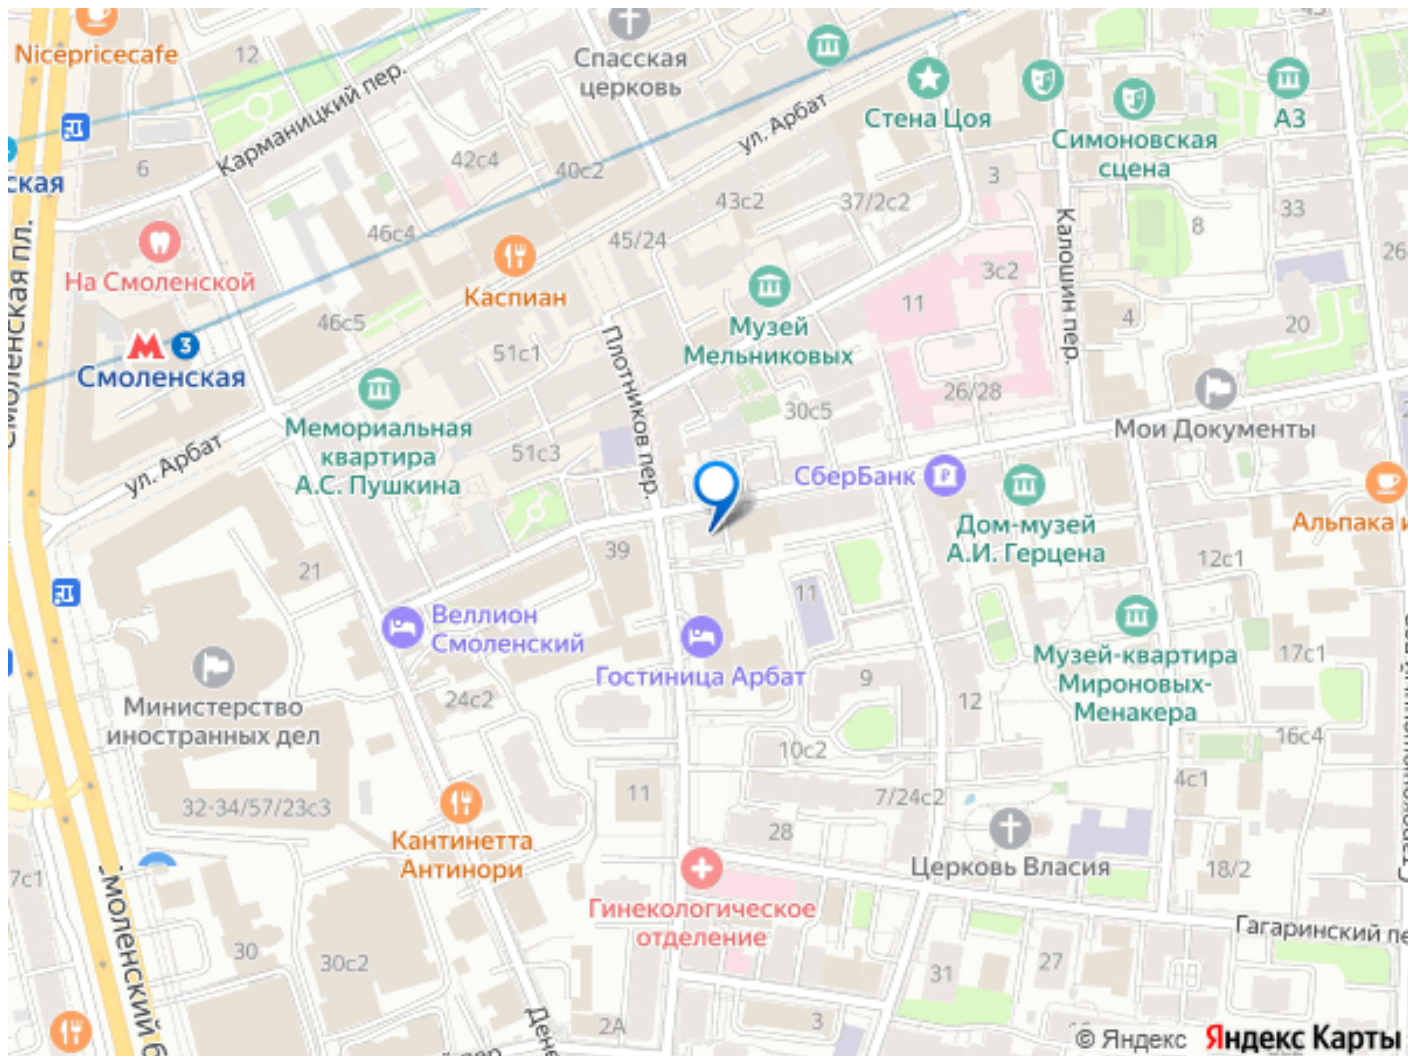 Nicepricecafe
12
Карманицкий пер.
Спасская
церковь
ул. Арбат
Стена Цоя
Симоновская
сцена
АЗ
6
42с4
40с2
3
ская
43с2
37/2с2
33
8
26
На Смоленской
46с4
45/24
Каспиан
3с2
11
Калошин пер.
4
20
Смоленская пл.
46с5
51с1
Музей
Мельниковых
3
Смоленская
Плотников пер.
26/28
Мемориальная
квартира
А.С. Пушкина
30с5
Мои Документы
ул. Арбат
51с3
СберБанк
Дом-музей
А.И. Герцена
Альпака и
39
12с1
21
11
Веллион
Смоленский
Гостиница Арбат
Музей-квартира
Мироновых-
Менакера
17с1
9
12
24с2
Министерство
иностранных дел
10с2
16с4
4с1
32-34/57/23с3
11
7/24с2
Кантинетта
Антинори
28
Церковь Власия
18/2
7с1
Гинекологическое
отделение
Гагаринский пе
30
30с2
31
27
2А
3
© Яндекс Яндекс Карты